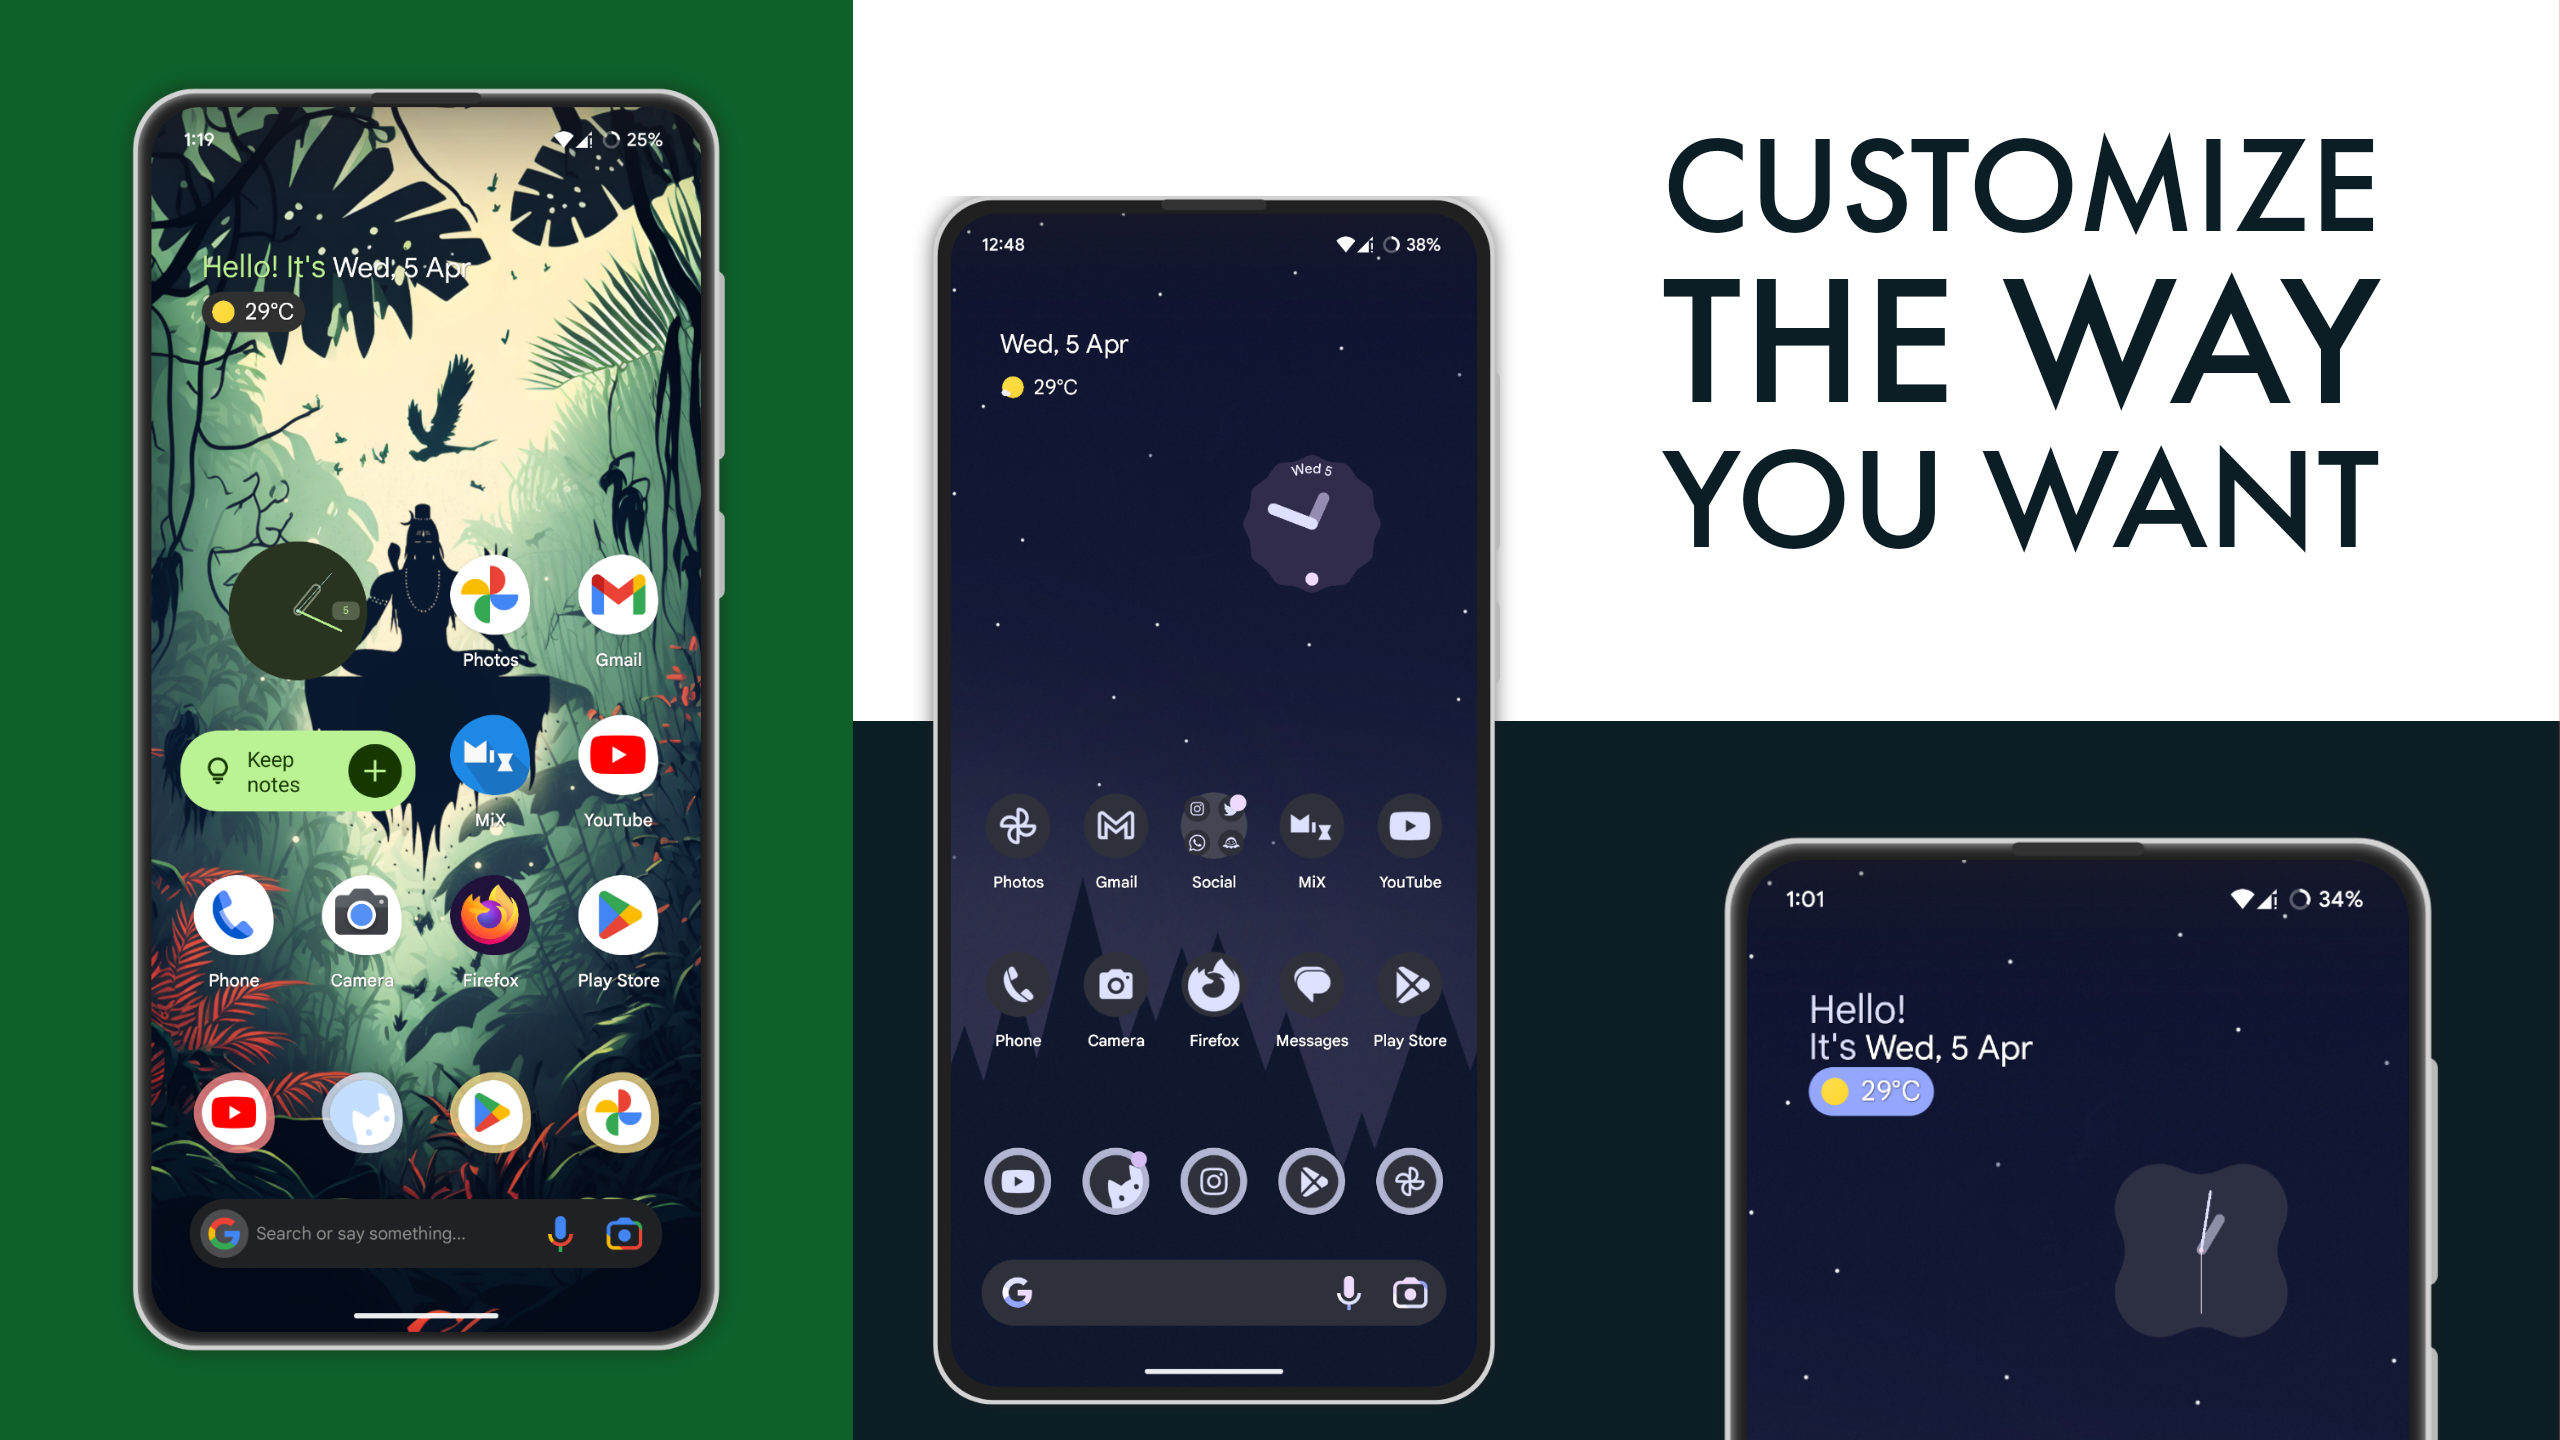 1:19
25%
Hello! It's Wed, 5 Apr
29°C
5
Photos
Gmail
Keep
notes
MiX
MiX
YouTube
Phone
Camera
Firefox
Play Store
Search or say something...
12:48
38%
Wed, 5 Apr
29°C
Wed 5
MiX
Photos
Gmail
Social
MiX
YouTube
Phone
Camera
Firefox
Messages
Play Store
G
CUSTOMIZE
THE WAY
YOU WANT
1:01
34%
Hello!
It's Wed, 5 Apr
29°C